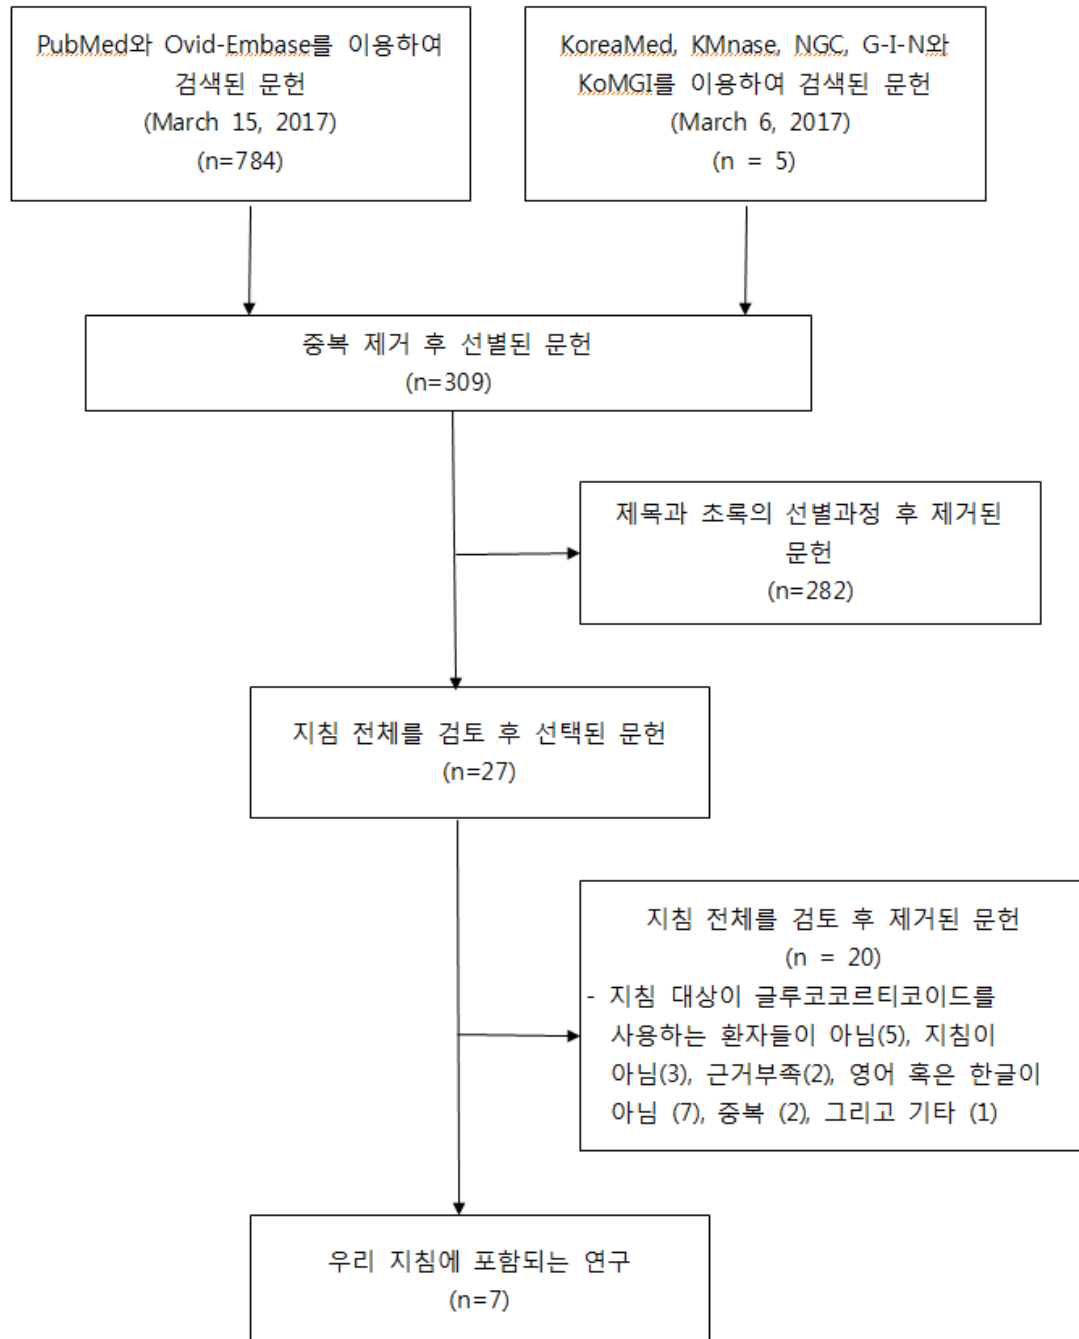 PubMed와 Ovid-Embase를 이용하여
검색된 문헌
(March 15, 2017)
(n=784)
KoreaMed, KMnase, NGC, G-I-N와
KoMGI를 이용하여 검색된 문헌
(March 6, 2017)
(n = 5)
중복 제거 후 선별된 문헌
(n=309)
제목과 초록의 선별과정 후 제거된
문헌
(n=282)
지침 전체를 검토 후 선택된 문헌
(n=27)
지침 전체를 검토 후 제거된 문헌
(n = 20)
- 지침 대상이 글루코코르티코이드를
사용하는 환자들이 아님(5), 지침이
아님(3), 근거부족(2), 영어 혹은 한글이
아님 (7), 중복 (2), 그리고 기타 (1)
우리 지침에 포함되는 연구
(n=7)